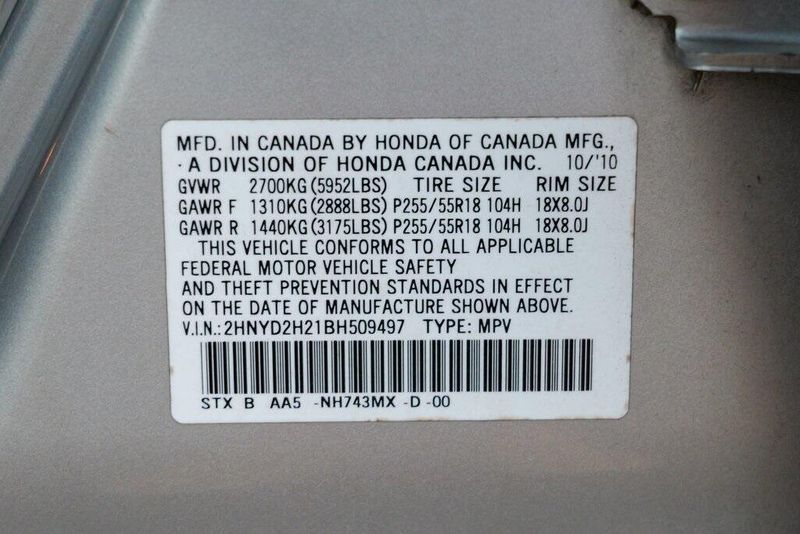 MFD. IN CANADA BY HONDA OF CANADA MFG.,
· A DIVISION OF HONDA CANADA INC. 10/'10
GVWR 2700KG(5952LBS) TIRE SIZE RIM SIZE
GAWR F 1310KG(2888LBS) P255/55R18 104H 18X8.0J
GAWR R 1440KG(3175LBS) P255/55R18 104H 18X8.0J
THIS VEHICLE CONFORMS TO ALL APPLICABLE
FEDERAL MOTOR VEHICLE SAFETY
AND THEFT PREVENTION STANDARDS IN EFFECT
ON THE DATE OF MANUFACTURE SHOWN ABOVE.
V.I.N.:2HNYD2H21BH509497 TYPE: MPV
STX B AA5 -NH743MX -D -00